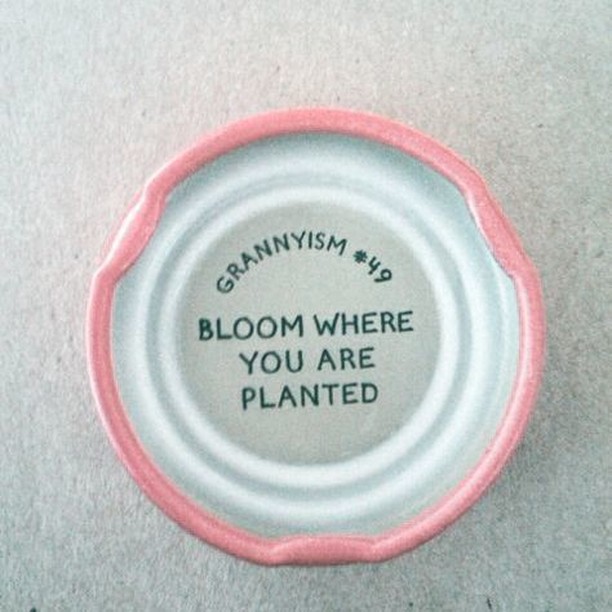 GRANNYISM #49
BLOOM WHERE
YOU ARE
PLANTED